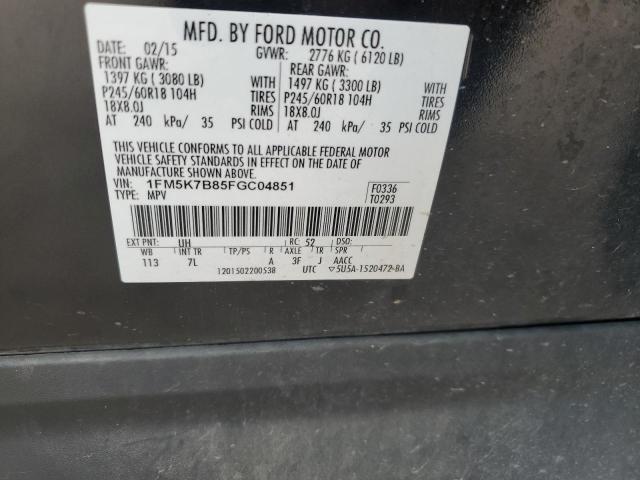 MFD. BY FORD MOTOR CO.
DATE: 02/15 GVWR: 2776 KG ( 6120 LB)
FRONT GAWR: REAR GAWR:
1397 KG ( 3080 LB) WITH 1497 KG ( 3300 LB) WITH
P245/60R18 104H TIRES P245/60R18 104H TIRES
18X8.0J RIMS 18X8.0J RIMS
AT 240 kPa/ 35 PSI COLD AT 240 kPa/ 35 PSI COLD
THIS VEHICLE CONFORMS TO ALL APPLICABLE FEDERAL MOTOR
VEHICLE SAFETY STANDARDS IN EFFECT ON THE DATE OF
MANUFACTURE SHOWN ABOVE.
VIN: 1FM5K7B85FGC04851 F0336
TYPE: MPV T0293
EXT PNT: UH RC: 52 DSO:
WB INT TR TP/PS R AXLE TR SPR
113 7L A 3F J AACC
1201502200538 UTC ▽5U5A-1520472-BA